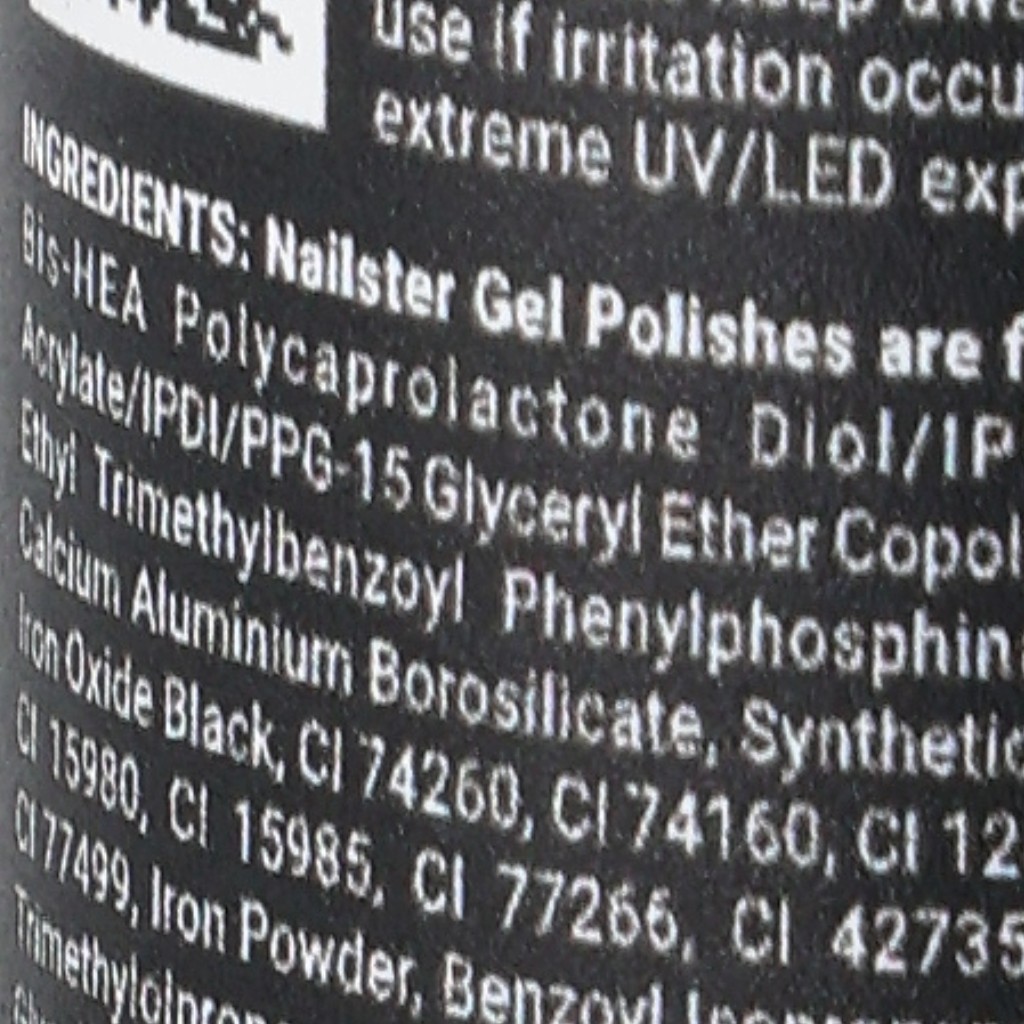 use if irritation occu
extreme UV/LED exp
INGREDIENTS: Nailster Gel Polishes are f
Bis-HEA Polycaprolactone Diol/IP
Acrylate/IPDI/PPG-15 Glyceryl Ether Copol
Ethyl Trimethylbenzoyl Phenylphosphin
Calcium Aluminium Borosilicate, Synthetic
Iron Oxide Black, CI 74260, CI 74160, CI 12
CI 15980, CI 15985, CI 77266, CI 42735
CI 77499, Iron Powder, Benzoyl